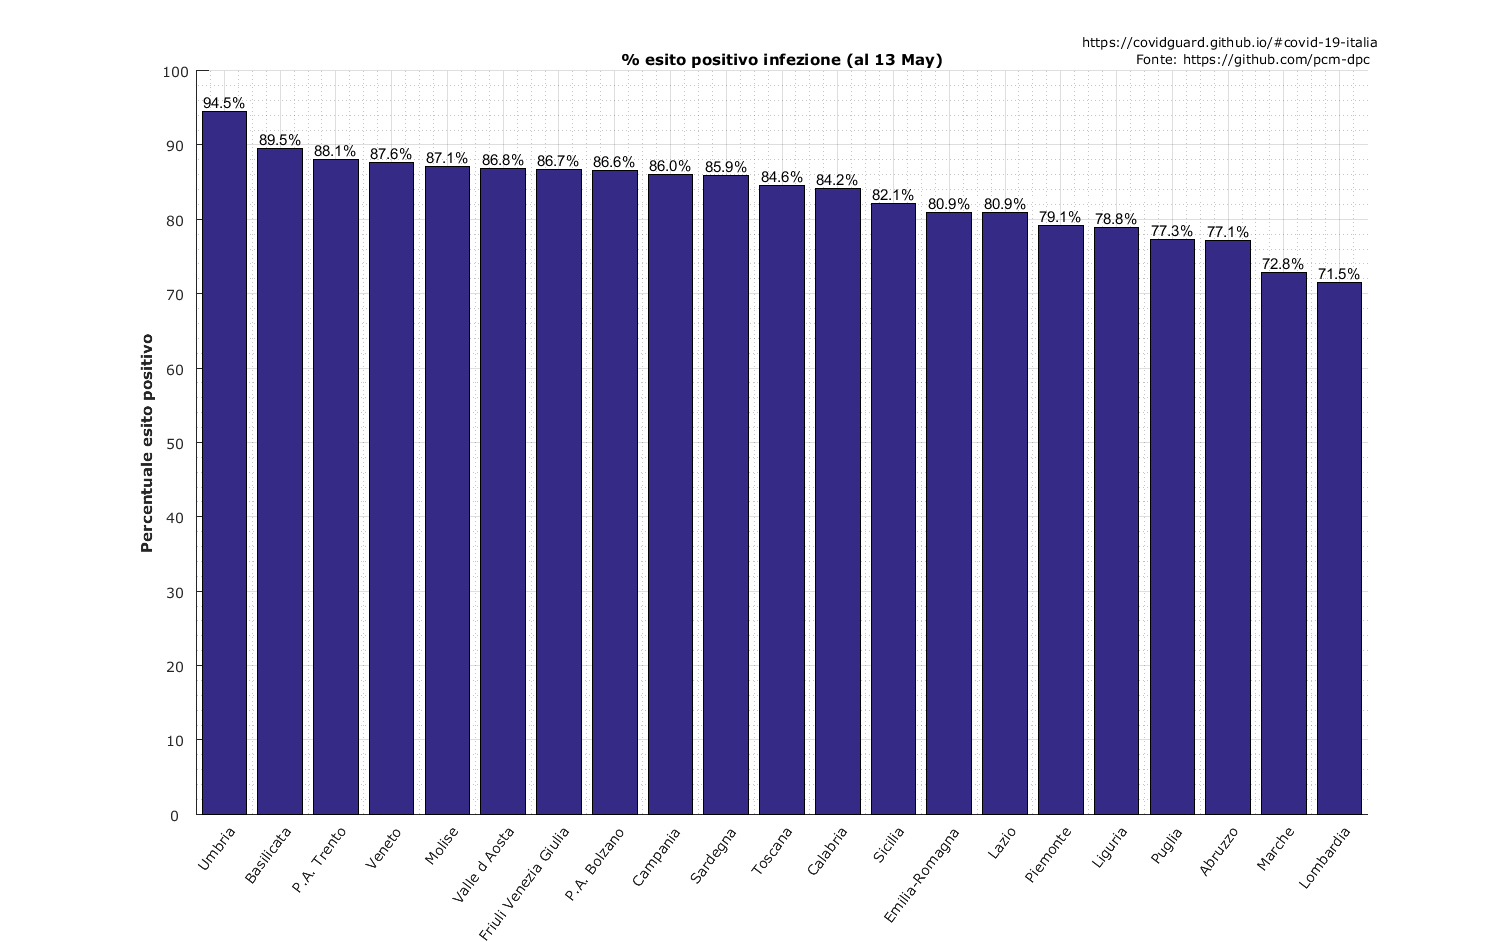 https://covidguard.github.io/#covid-19-italia
Fonte: https://github.com/pcm-dpc
% esito positivo infezione (al 13 May)
Percentuale esito positivo
100
90
80
70
60
50
40
30
20
10
0
94.5%
89.5%
88.1%
87.6%
87.1%
86.8%
86.7%
86.6%
86.0%
85.9%
84.6%
84.2%
82.1%
80.9%
80.9%
79.1%
78.8%
77.3%
77.1%
72.8%
71.5%
Umbria
Basilicata
P.A. Trento
Veneto
Molise
Valle d Aosta
Friuli Venezia Giulia
P.A. Bolzano
Campania
Sardegna
Toscana
Calabria
Sicilia
Emilia-Romagna
Lazio
Piemonte
Liguria
Puglia
Abruzzo
Marche
Lombardia